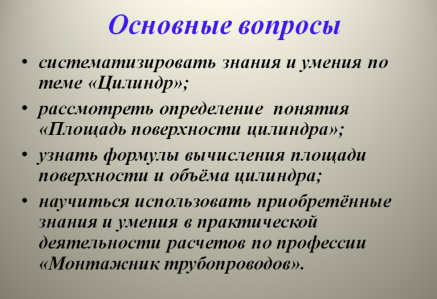 Основные вопросы
• систематизировать знания и умения по
теме «Цилиндр»;
• рассмотреть определение понятия
«Площадь поверхности цилиндра»;
• узнать формулы вычисления площади
поверхности и объёма цилиндра;
• научиться использовать приобретённые
знания и умения в практической
деятельности расчетов по профессии
«Монтажник трубопроводов».